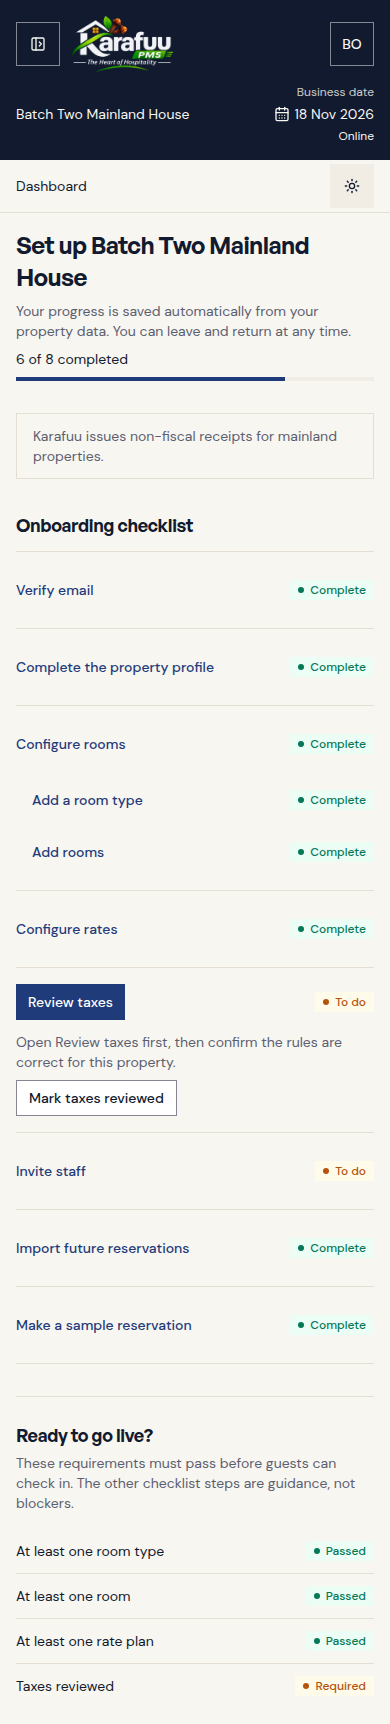 Karafuu
PMS
The Heart of Hospitality
BO
Business date
Batch Two Mainland House
18 Nov 2026
Online
Dashboard
Set up Batch Two Mainland
House
Your progress is saved automatically from your
property data. You can leave and return at any time.
6 of 8 completed
Karafuu issues non-fiscal receipts for mainland
properties.
Onboarding checklist
Verify email
Complete
Complete the property profile
Complete
Configure rooms
Complete
Add a room type
Complete
Add rooms
Complete
Configure rates
Complete
Review taxes
To do
Open Review taxes first, then confirm the rules are
correct for this property.
Mark taxes reviewed
Invite staff
To do
Import future reservations
Complete
Make a sample reservation
Complete
Ready to go live?
These requirements must pass before guests can
check in. The other checklist steps are guidance, not
blockers.
At least one room type
Passed
At least one room
Passed
At least one rate plan
Passed
Taxes reviewed
Required